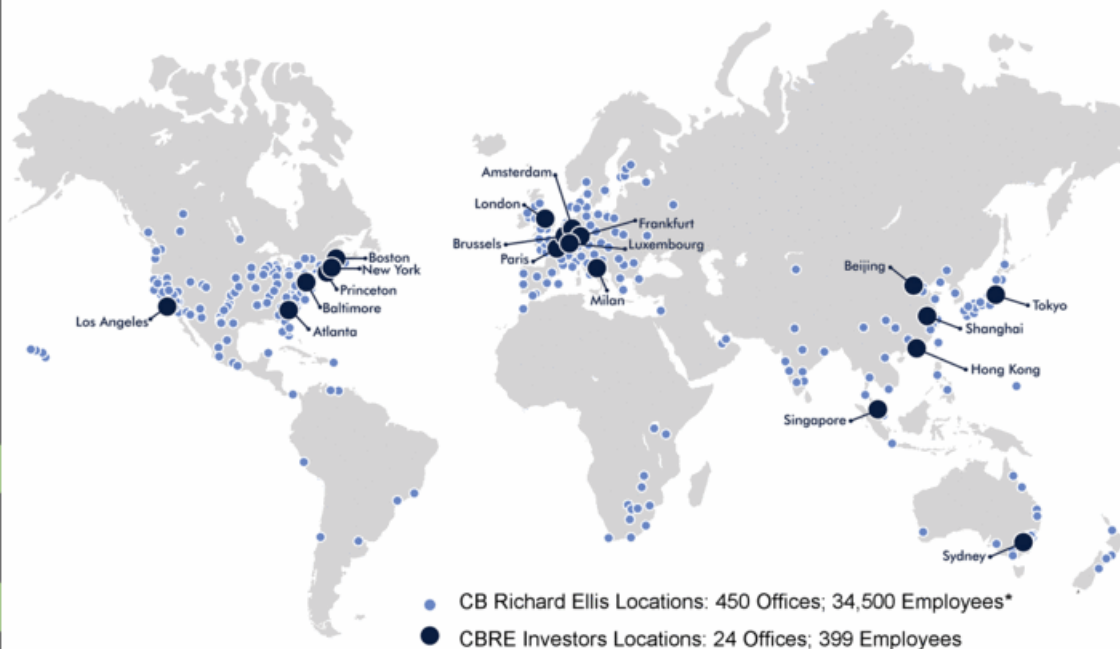 Amsterdam
London
Frankfurt
Brussels
Luxembourg
Paris
Milan
Boston
New York
Princeton
Baltimore
Atlanta
Los Angeles
Beijing
Tokyo
Shanghai
Hong Kong
Singapore
Sydney
CB Richard Ellis Locations: 450 Offices; 34,500 Employees*
CBRE Investors Locations: 24 Offices; 399 Employees